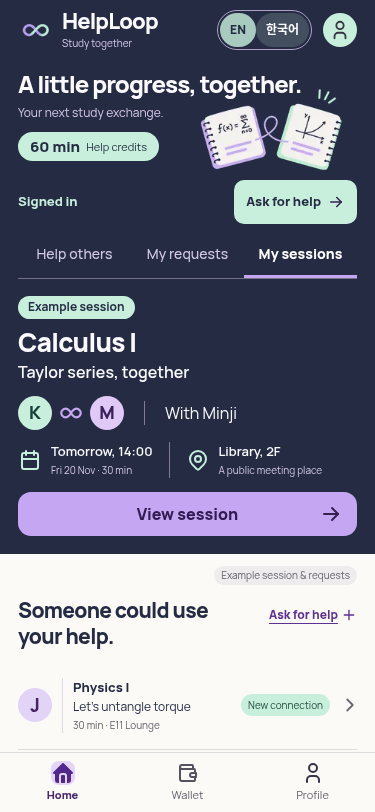 HelpLoop
Study together
EN
한국어
A little progress, together.
Your next study exchange.
60 min Help credits
Signed in
Ask for help
Help others
My requests
My sessions
Example session
Calculus I
Taylor series, together
K
M
With Minji
Tomorrow, 14:00
Fri 20 Nov · 30 min
Library, 2F
A public meeting place
View session
Example session & requests
Someone could use
your help.
Ask for help
J
Physics I
Let's untangle torque
30 min · E11 Lounge
New connection
Home
Wallet
Profile